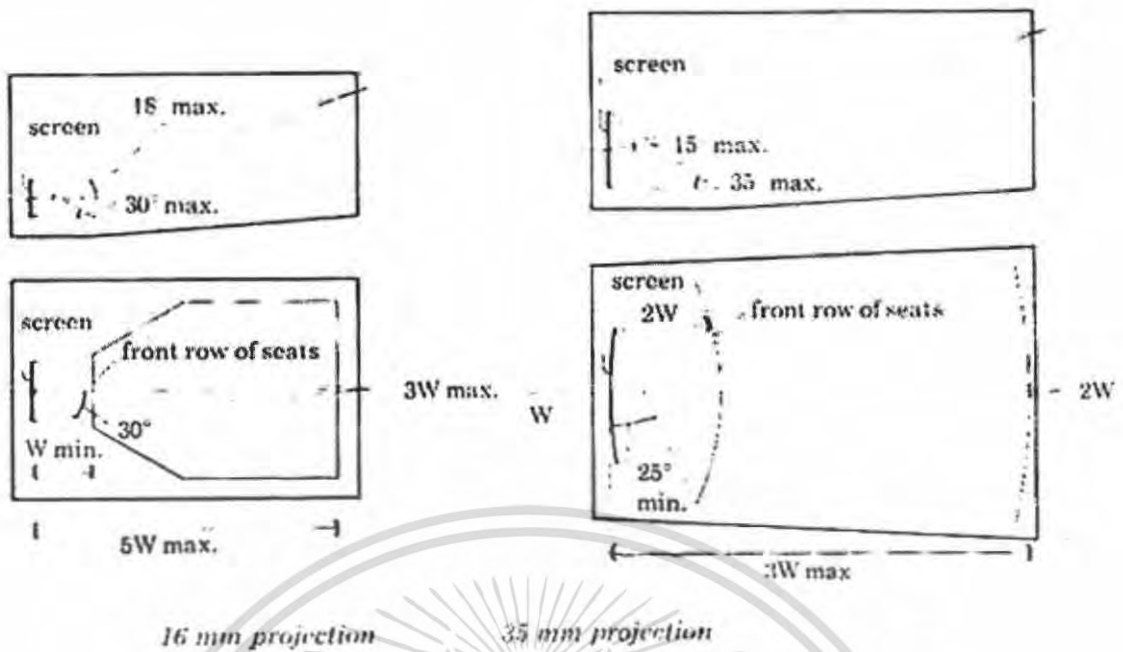 screen
18 max.
30° max.
screen
15 max.
35 max.
screen
front row of seats
30°
W min.
3W max.
5W max.
screen
2W
front row of seats
W
25°
min.
2W
3W max
16 mm projection
35 mm projection